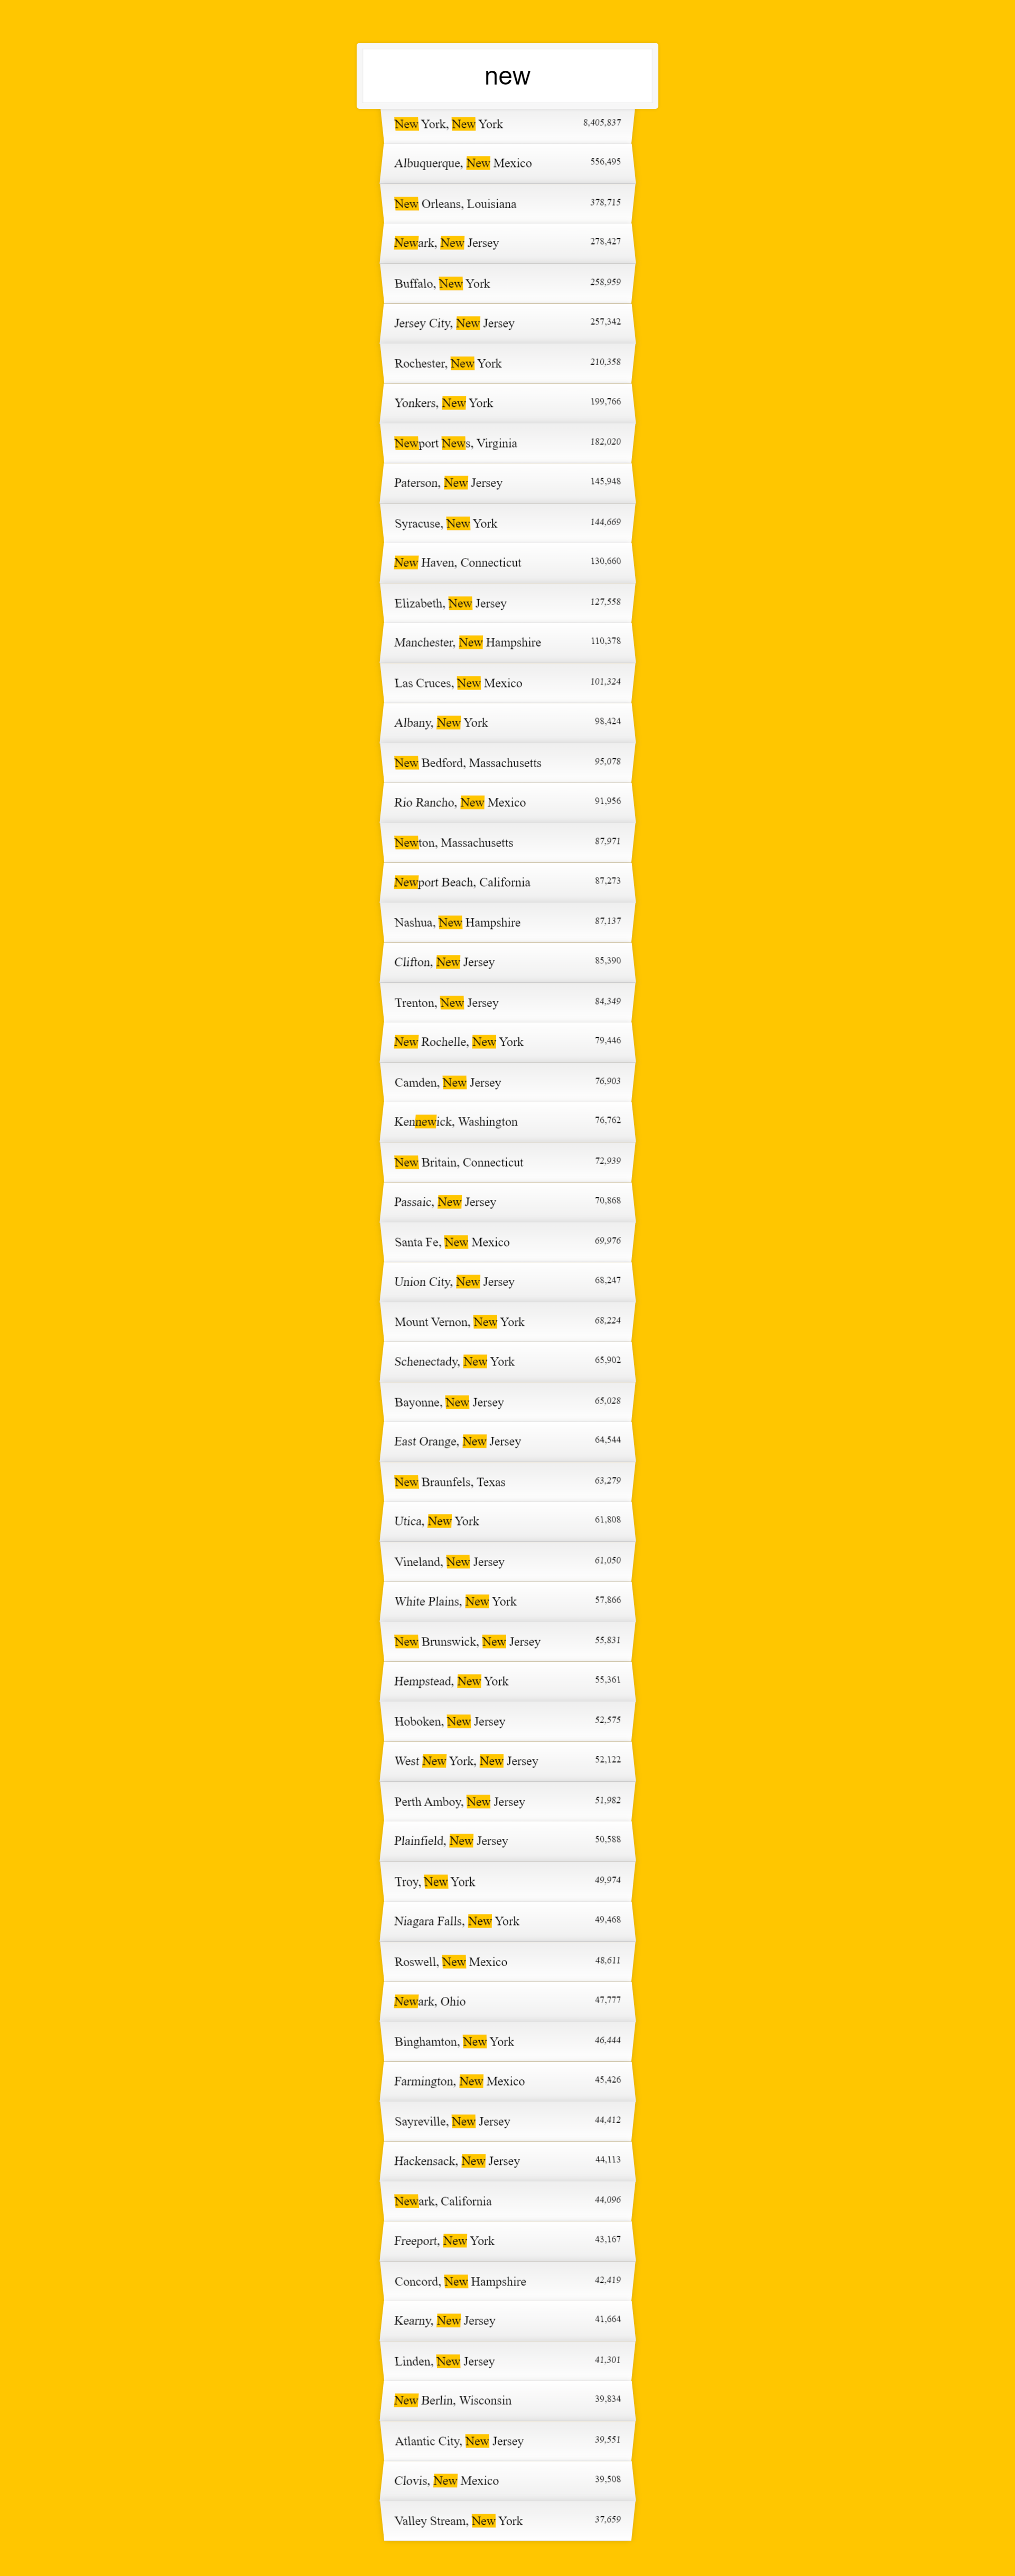 new
New York, New York 8,405,837
Albuquerque, New Mexico 556,495
New Orleans, Louisiana 378,715
Newark, New Jersey 278,427
Buffalo, New York 258,959
Jersey City, New Jersey 257,342
Rochester, New York 210,358
Yonkers, New York 199,766
Newport News, Virginia 182,020
Paterson, New Jersey 145,948
Syracuse, New York 144,669
New Haven, Connecticut 130,660
Elizabeth, New Jersey 127,558
Manchester, New Hampshire 110,378
Las Cruces, New Mexico 101,324
Albany, New York 98,424
New Bedford, Massachusetts 95,078
Rio Rancho, New Mexico 91,956
Newton, Massachusetts 87,971
Newport Beach, California 87,273
Nashua, New Hampshire 87,137
Clifton, New Jersey 85,390
Trenton, New Jersey 84,349
New Rochelle, New York 79,446
Camden, New Jersey 76,903
Kennewick, Washington 76,762
New Britain, Connecticut 72,939
Passaic, New Jersey 70,868
Santa Fe, New Mexico 69,976
Union City, New Jersey 68,247
Mount Vernon, New York 68,224
Schenectady, New York 65,902
Bayonne, New Jersey 65,028
East Orange, New Jersey 64,544
New Braunfels, Texas 63,279
Utica, New York 61,808
Vineland, New Jersey 61,050
White Plains, New York 57,866
New Brunswick, New Jersey 55,831
Hempstead, New York 55,361
Hoboken, New Jersey 52,575
West New York, New Jersey 52,122
Perth Amboy, New Jersey 51,982
Plainfield, New Jersey 50,588
Troy, New York 49,974
Niagara Falls, New York 49,468
Roswell, New Mexico 48,611
Newark, Ohio 47,777
Binghamton, New York 46,444
Farmington, New Mexico 45,426
Sayreville, New Jersey 44,412
Hackensack, New Jersey 44,113
Newark, California 44,096
Freeport, New York 43,167
Concord, New Hampshire 42,419
Kearny, New Jersey 41,664
Linden, New Jersey 41,301
New Berlin, Wisconsin 39,834
Atlantic City, New Jersey 39,551
Clovis, New Mexico 39,508
Valley Stream, New York 37,659